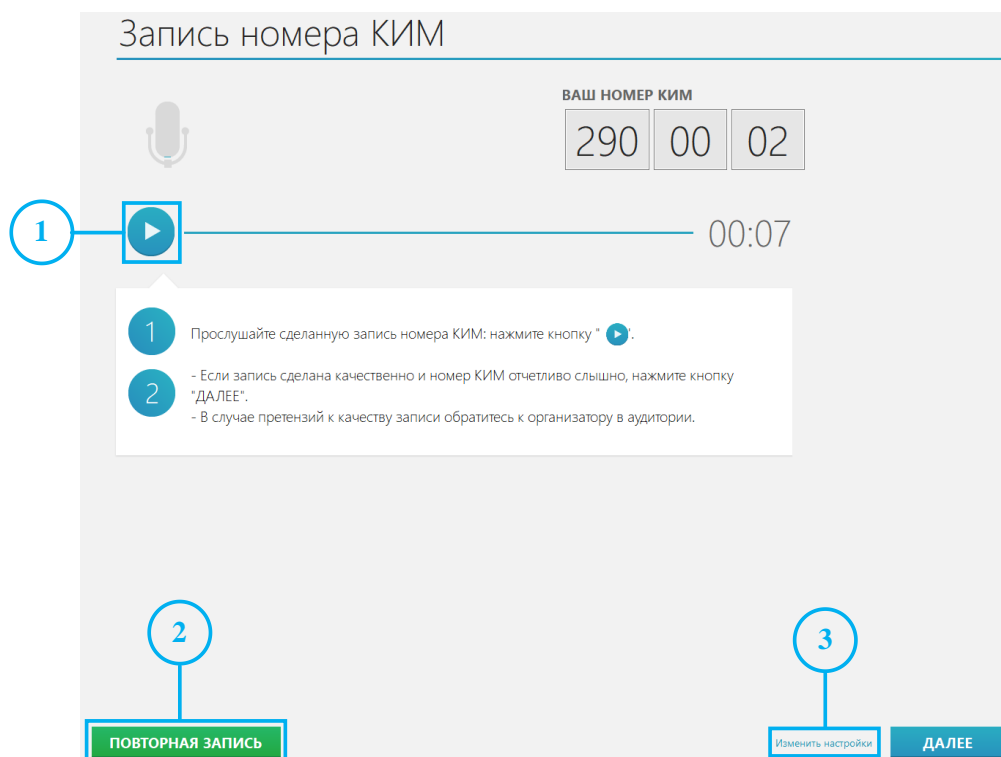 Запись номера КИМ
ВАШ НОМЕР КИМ
290 00 02
1
00:07
1 Прослушайте сделанную запись номера КИМ: нажмите кнопку " ".
2 - Если запись сделана качественно и номер КИМ отчетливо слышно, нажмите кнопку
"ДАЛЕЕ".
- В случае претензий к качеству записи обратитесь к организатору в аудитории.
2
3
ПОВТОРНАЯ ЗАПИСЬ
Изменить настройки
ДАЛЕЕ